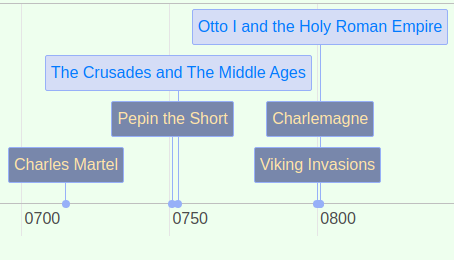 Otto I and the Holy Roman Empire
The Crusades and The Middle Ages
Pepin the Short
Charlemagne
Charles Martel
Viking Invasions
0700
0750
0800